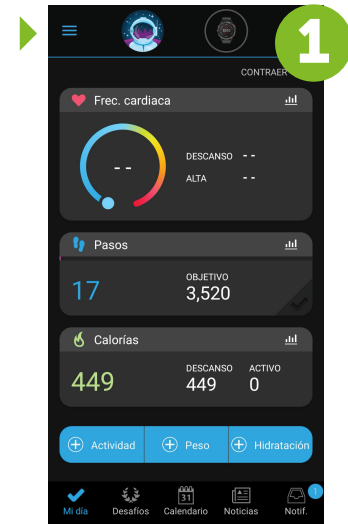 1
CONTRAER
Frec. cardiaca
DESCANSO - -
- -
ALTA - -
Pasos
OBJETIVO
17
3,520
Calorías
DESCANSO ACTIVO
449
449 0
Actividad Peso Hidratación
31
1
Mi día Desafíos Calendario Noticias Notif.